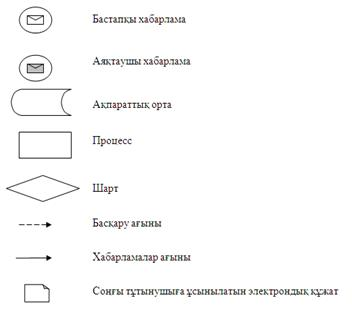 Бастапқы хабарлама
Аяқтаушы хабарлама
Ақпараттық орта
Процесс
Шарт
Басқару ағыны
Хабарламалар ағыны
Соңғы тұтынушыға ұсынылатын электрондық құжат